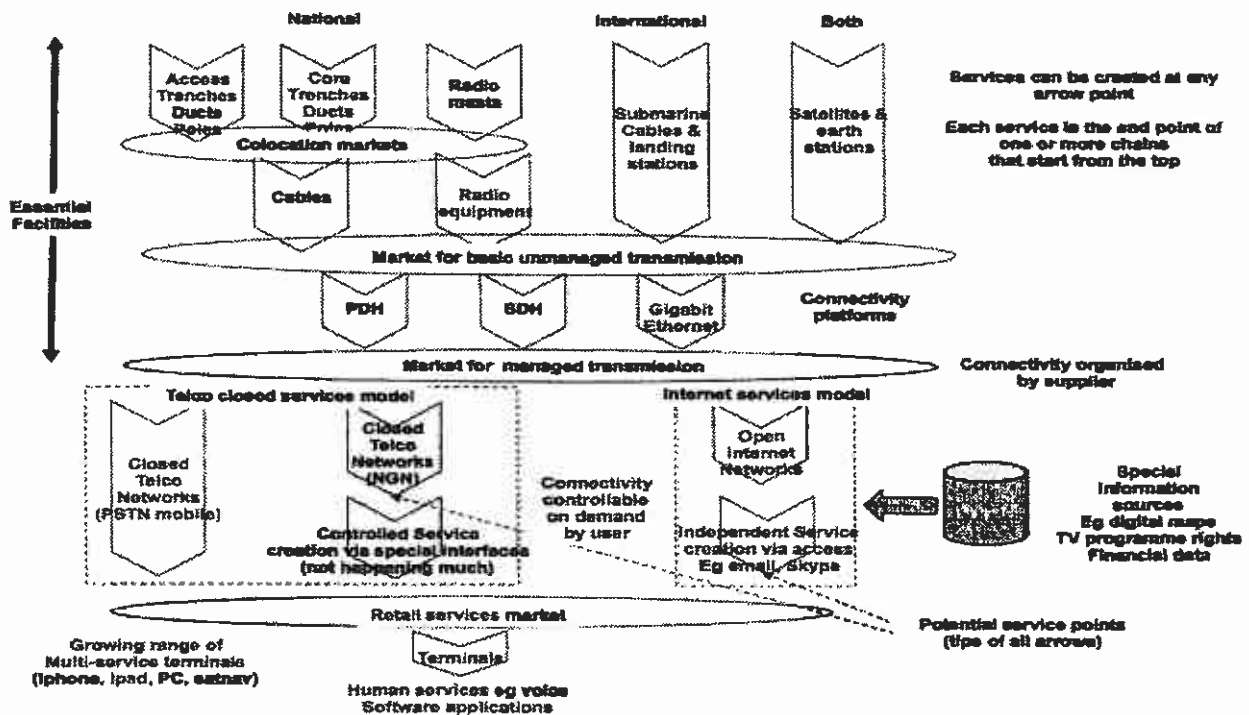 National
International
Both
Access
Trenches
Ducts
Poles
Core
Trenches
Ducts
Poles
Radio
masts
Submarine
Cables &
landing
stations
Satellites &
earth
stations
Services can be created at any
arrow point
Each service is the end point of
one or more chains
that start from the top
Colocation markets
Essential
Facilities
Cables
Radio
equipment
Market for basic unmanaged transmission
PDH
SDH
Gigabit
Ethernet
Connectivity
platforms
Market for managed transmission
Connectivity organised
by supplier
Telco closed services model
Internet services model
Closed
Telco
Networks
(PSTN mobile)
Closed
Telco
Networks
(NGN)
Controlled Service
creation via special interfaces
(not happening much)
Connectivity
controllable
on demand
by user
Open
Internet
Networks
Independent Service
creation via access
Eg email, Skype
Special
information
sources
Eg digital maps
TV programme rights
Financial data
Retail services market
Potential service points
(tips of all arrows)
Growing range of
Multi-service terminals
(Iphone, Ipad, PC, satnav)
Terminals
Human services eg voice
Software applications